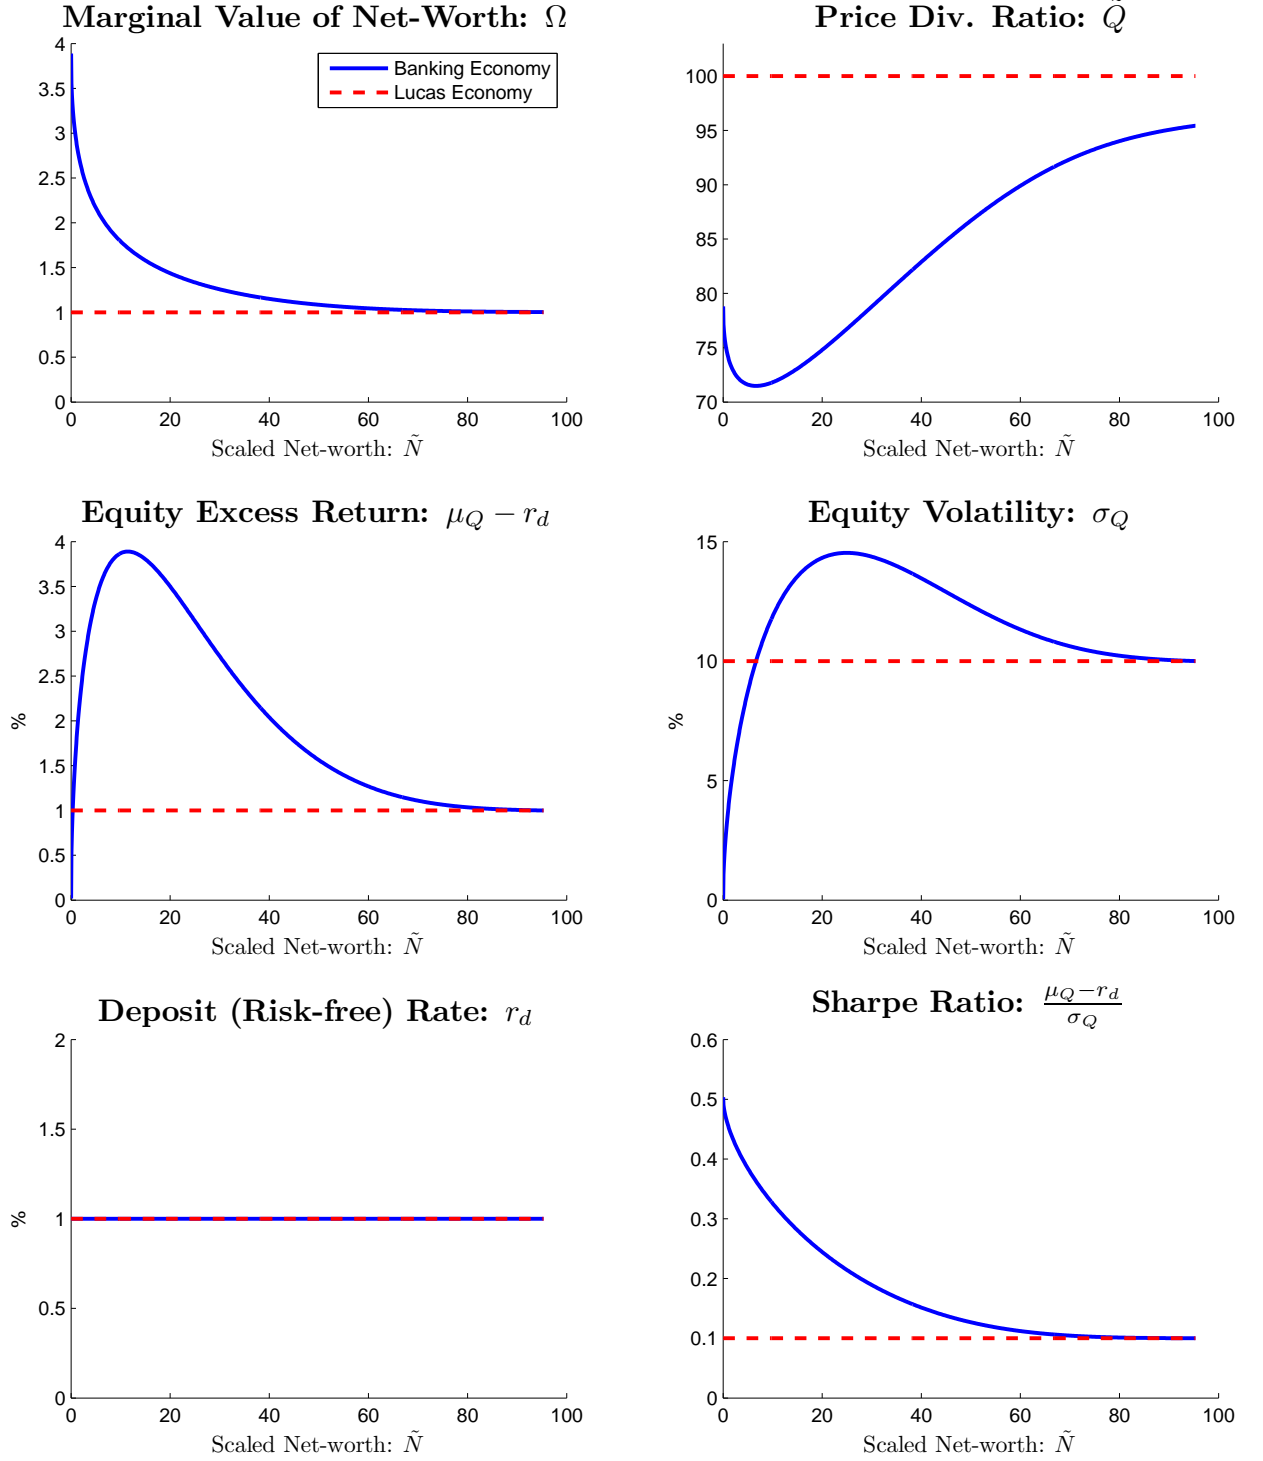 Marginal Value of Net-Worth: Ω
4
3.5
3
2.5
2
1.5
1
0.5
0
0 20 40 60 80 100
Scaled Net-worth: Ñ
Banking Economy
Lucas Economy
Price Div. Ratio: Q̃
100
95
90
85
80
75
70
0 20 40 60 80 100
Scaled Net-worth: Ñ
Equity Excess Return: μ_Q − r_d
%
4
3.5
3
2.5
2
1.5
1
0.5
0
0 20 40 60 80 100
Scaled Net-worth: Ñ
Equity Volatility: σ_Q
%
15
10
5
0
0 20 40 60 80 100
Scaled Net-worth: Ñ
Deposit (Risk-free) Rate: r_d
%
2
1.5
1
0.5
0
0 20 40 60 80 100
Scaled Net-worth: Ñ
Sharpe Ratio: (μ_Q−r_d)/σ_Q
0.6
0.5
0.4
0.3
0.2
0.1
0
0 20 40 60 80 100
Scaled Net-worth: Ñ